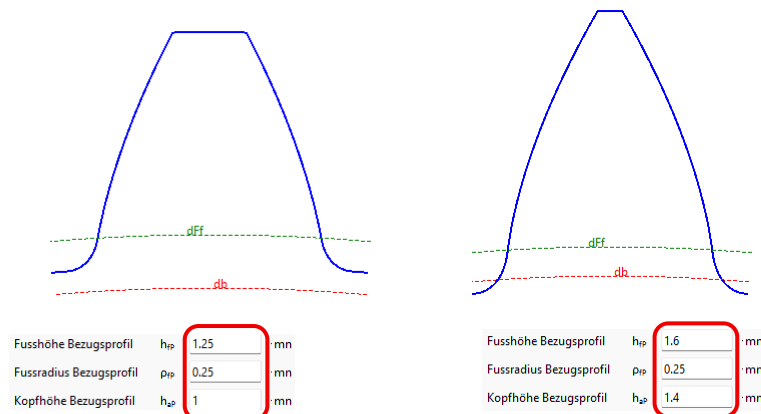 dFf
db
Fusshöhe Bezugsprofil hfP 1.25 ·mn
Fussradius Bezugsprofil ρfP 0.25 ·mn
Kopfhöhe Bezugsprofil haP 1 ·mn
dFf
db
Fusshöhe Bezugsprofil hfP 1.6 ·mn
Fussradius Bezugsprofil ρfP 0.25 ·mn
Kopfhöhe Bezugsprofil haP 1.4 ·mn